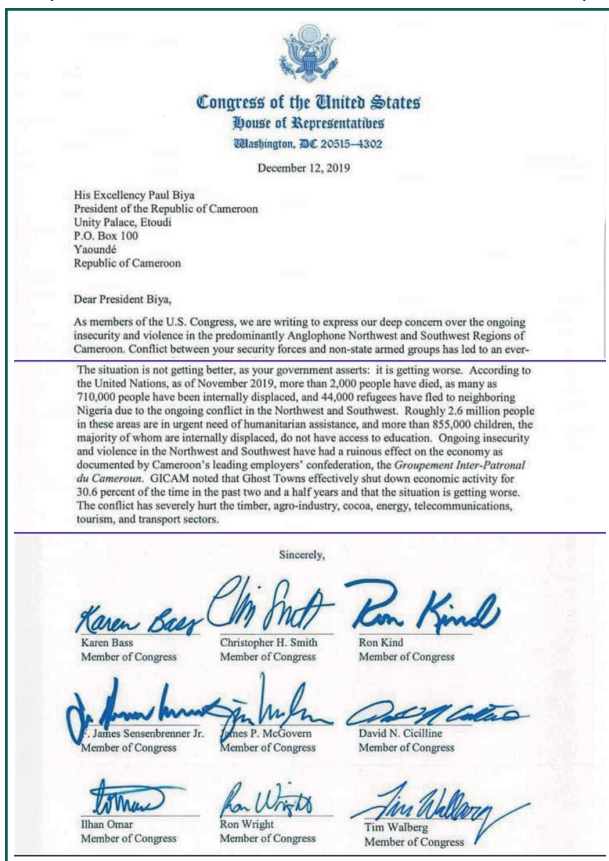 Congress of the United States
House of Representatives
Washington, DC 20515–4302
December 12, 2019
His Excellency Paul Biya
President of the Republic of Cameroon
Unity Palace, Etoudi
P.O. Box 100
Yaoundé
Republic of Cameroon
Dear President Biya,
As members of the U.S. Congress, we are writing to express our deep concern over the ongoing
insecurity and violence in the predominantly Anglophone Northwest and Southwest Regions of
Cameroon. Conflict between your security forces and non-state armed groups has led to an ever-
The situation is not getting better, as your government asserts: it is getting worse. According to
the United Nations, as of November 2019, more than 2,000 people have died, as many as
710,000 people have been internally displaced, and 44,000 refugees have fled to neighboring
Nigeria due to the ongoing conflict in the Northwest and Southwest. Roughly 2.6 million people
in these areas are in urgent need of humanitarian assistance, and more than 855,000 children, the
majority of whom are internally displaced, do not have access to education. Ongoing insecurity
and violence in the Northwest and Southwest have had a ruinous effect on the economy as
documented by Cameroon's leading employers' confederation, the Groupement Inter-Patronal
du Cameroun. GICAM noted that Ghost Towns effectively shut down economic activity for
30.6 percent of the time in the past two and a half years and that the situation is getting worse.
The conflict has severely hurt the timber, agro-industry, cocoa, energy, telecommunications,
tourism, and transport sectors.
Sincerely,
Karen Bass Chris Smith Ron Kind
Karen Bass Christopher H. Smith Ron Kind
Member of Congress Member of Congress Member of Congress
F. James Sensenbrenner Jr. James P. McGovern David N. Cicilline
Member of Congress Member of Congress Member of Congress
Ron Wright Tim Walberg
Ilhan Omar Ron Wright Tim Walberg
Member of Congress Member of Congress Member of Congress